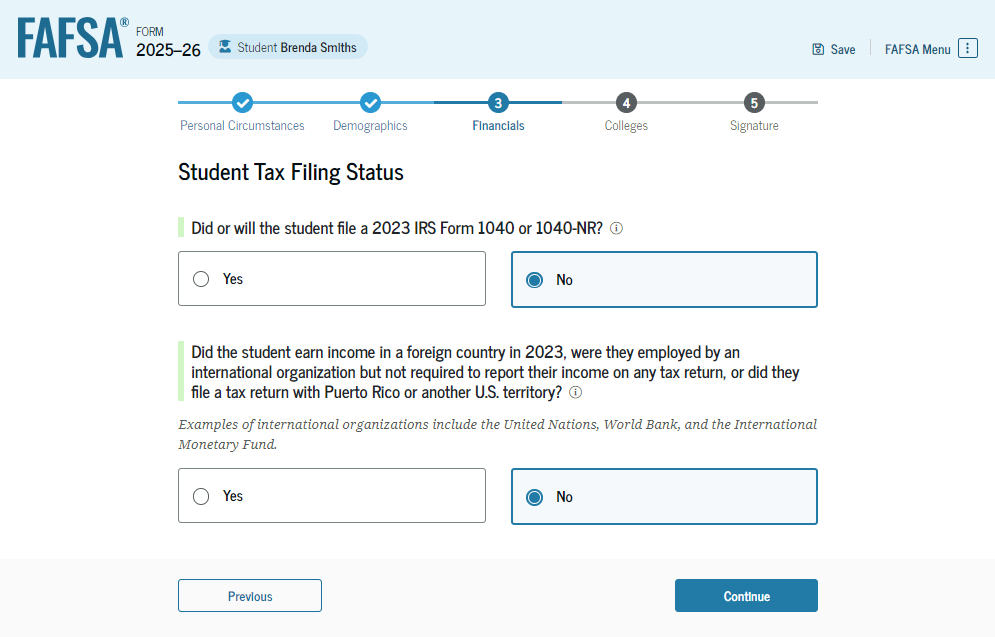 FAFSA®
FORM
2025–26
Student Brenda Smiths
Save
FAFSA Menu
3
4
5
Personal Circumstances
Demographics
Financials
Colleges
Signature
Student Tax Filing Status
Did or will the student file a 2023 IRS Form 1040 or 1040-NR?
Yes
No
Did the student earn income in a foreign country in 2023, were they employed by an
international organization but not required to report their income on any tax return, or did they
file a tax return with Puerto Rico or another U.S. territory?
Examples of international organizations include the United Nations, World Bank, and the International
Monetary Fund.
Yes
No
Previous
Continue